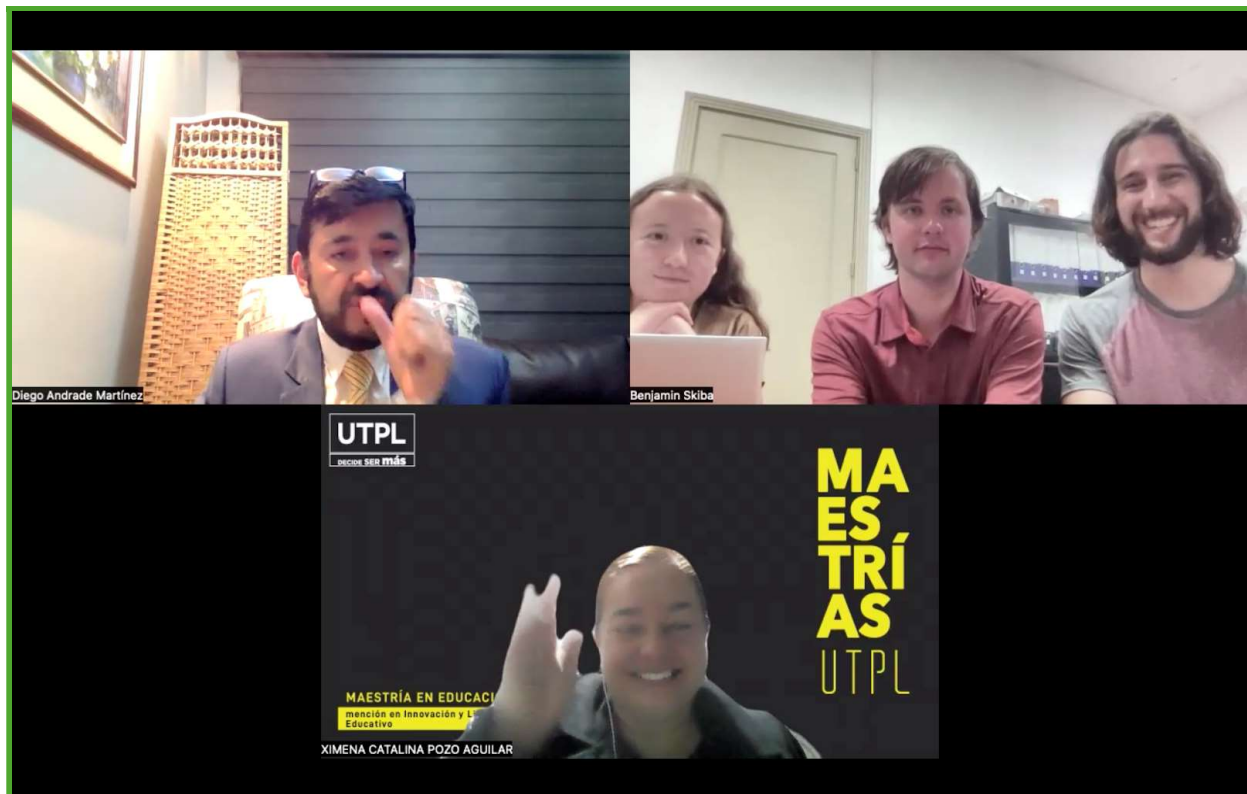 Diego Andrade Martínez
Benjamin Skiba
UTPL
DECIDE SER más
MA
ES
TRÍ
AS
UTPL
MAESTRÍA EN EDUCACI
mención en Innovación y Li
Educativo
XIMENA CATALINA POZO AGUILAR